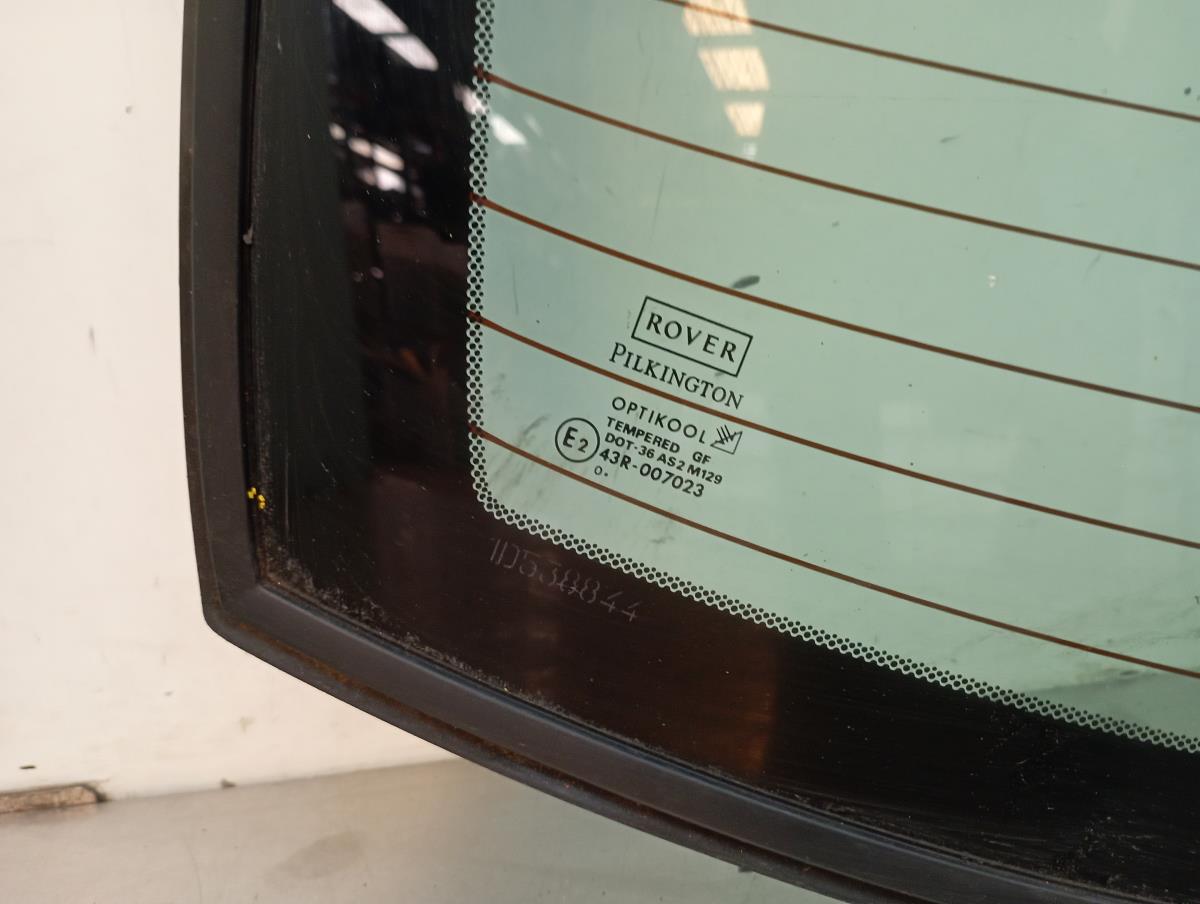 ROVER
PILKINGTON
OPTIKOOL
TEMPERED GF
E2 DOT-36 AS2 M129
43R-007023
1D538844